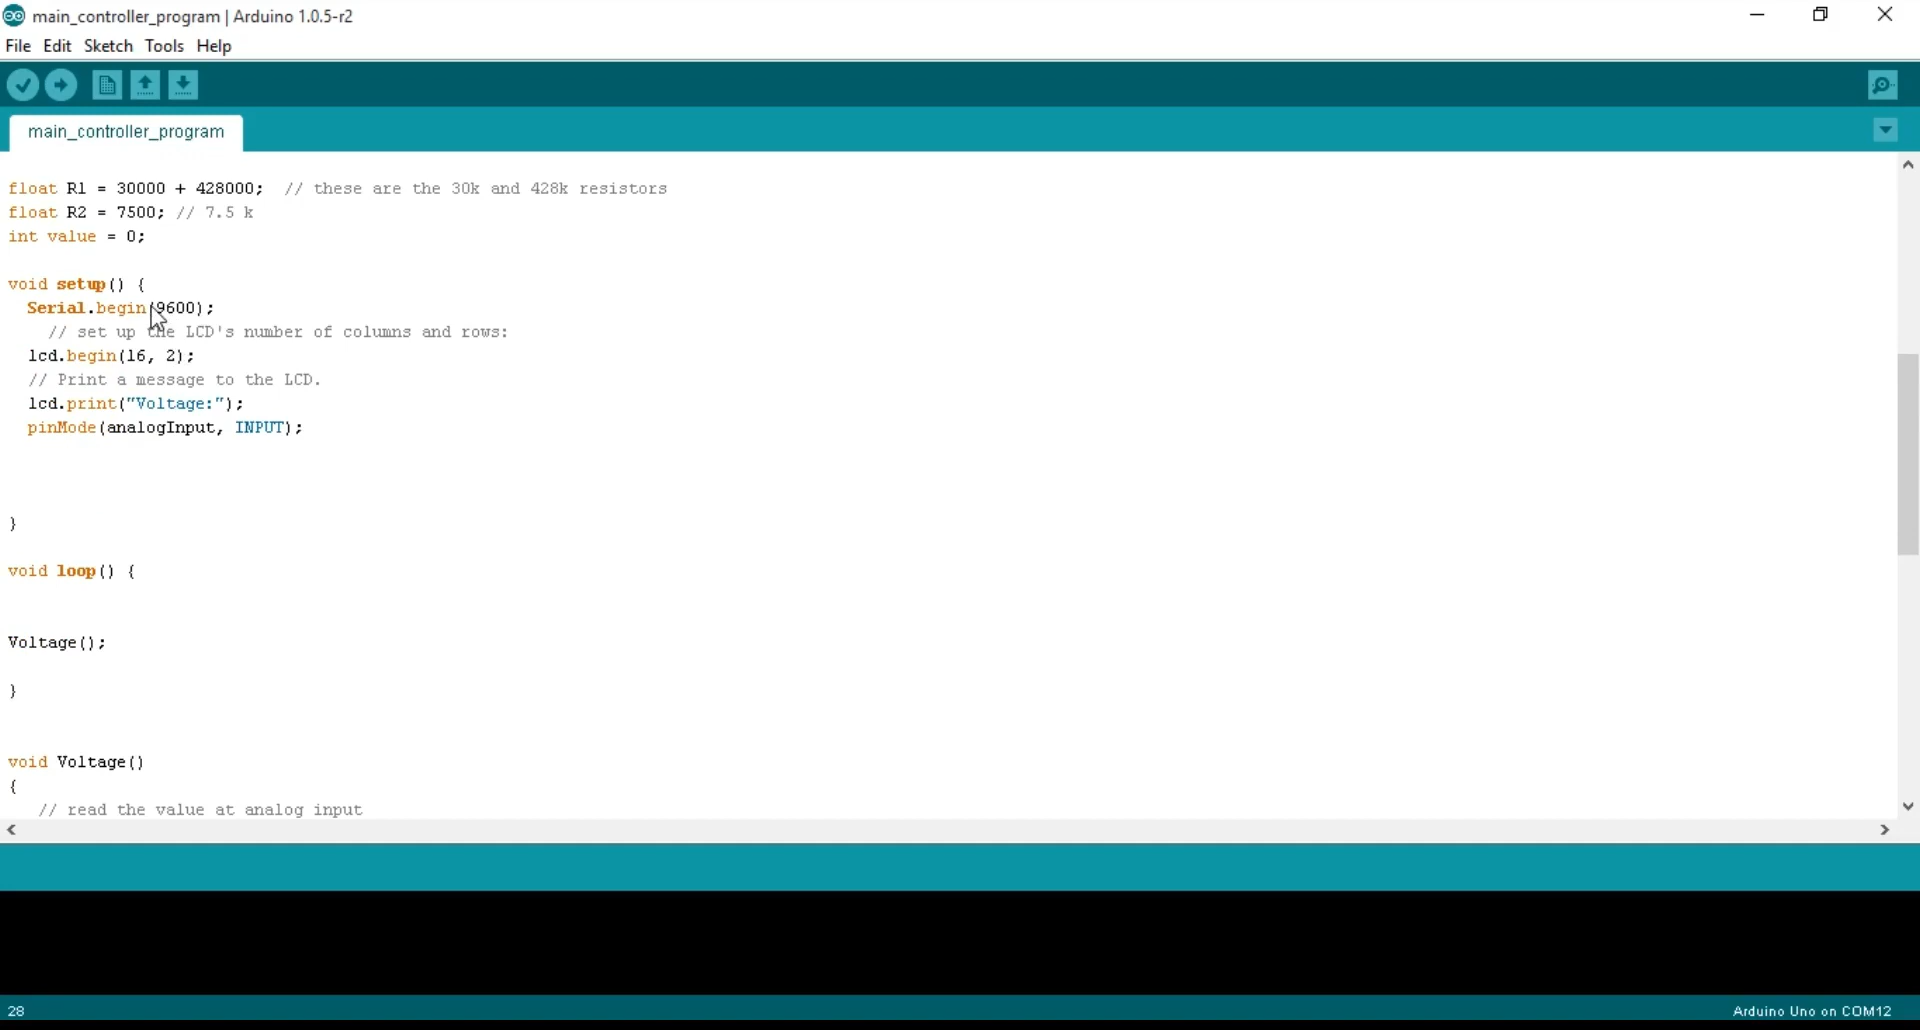 main_controller_program | Arduino 1.0.5-r2
File Edit Sketch Tools Help
main_controller_program
float R1 = 30000 + 428000;  // these are the 30k and 428k resistors
float R2 = 7500; // 7.5 k
int value = 0;
void setup() {
Serial.begin(9600);
// set up the LCD's number of columns and rows:
lcd.begin(16, 2);
// Print a message to the LCD.
lcd.print("Voltage:");
pinMode(analogInput, INPUT);
}
void loop() {
Voltage();
}
void Voltage()
{
// read the value at analog input
28
Arduino Uno on COM12